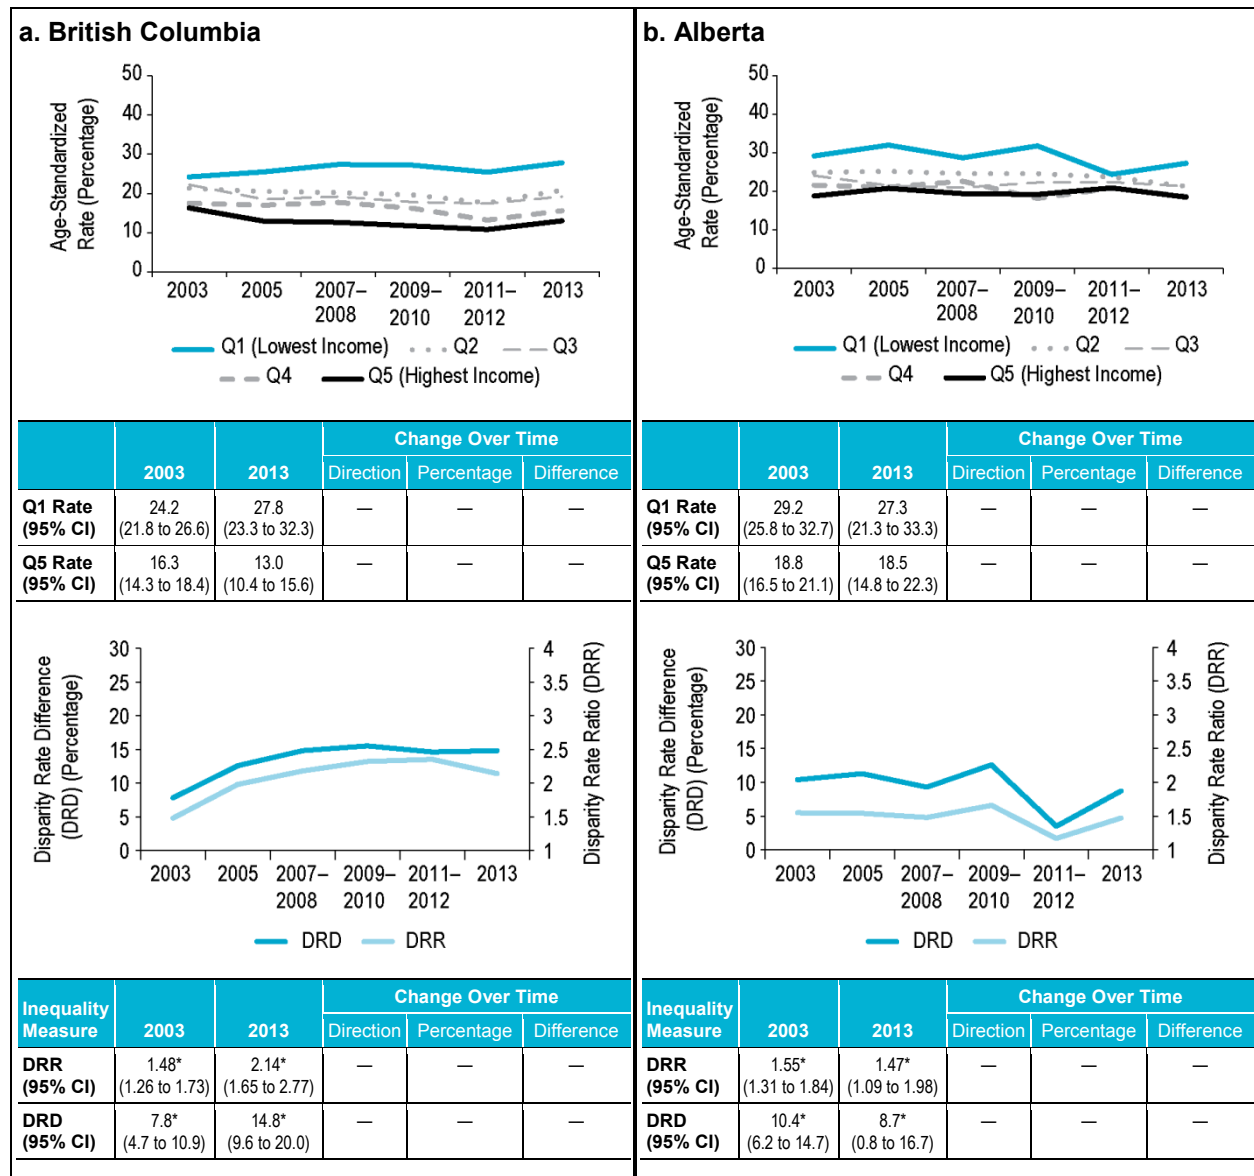 a. British Columbia
Age-Standardized
Rate (Percentage)
50
40
30
20
10
0
2003 2005 2007– 2009– 2011– 2013
2008 2010 2012
Q1 (Lowest Income) Q2 Q3
Q4 Q5 (Highest Income)
Change Over Time
2003 2013 Direction Percentage Difference
Q1 Rate 24.2 27.8 — — —
(95% CI) (21.8 to 26.6) (23.3 to 32.3)
Q5 Rate 16.3 13.0 — — —
(95% CI) (14.3 to 18.4) (10.4 to 15.6)
Disparity Rate Difference
(DRD) (Percentage)
30
25
20
15
10
5
0
4
3.5
3
2.5
2
1.5
1
Disparity Rate Ratio (DRR)
2003 2005 2007– 2009– 2011– 2013
2008 2010 2012
DRD DRR
Inequality
Measure 2003 2013 Change Over Time
Direction Percentage Difference
DRR 1.48* 2.14* — — —
(95% CI) (1.26 to 1.73) (1.65 to 2.77)
DRD 7.8* 14.8* — — —
(95% CI) (4.7 to 10.9) (9.6 to 20.0)
b. Alberta
Age-Standardized
Rate (Percentage)
50
40
30
20
10
0
2003 2005 2007– 2009– 2011– 2013
2008 2010 2012
Q1 (Lowest Income) Q2 Q3
Q4 Q5 (Highest Income)
Change Over Time
2003 2013 Direction Percentage Difference
Q1 Rate 29.2 27.3 — — —
(95% CI) (25.8 to 32.7) (21.3 to 33.3)
Q5 Rate 18.8 18.5 — — —
(95% CI) (16.5 to 21.1) (14.8 to 22.3)
Disparity Rate Difference
(DRD) (Percentage)
30
25
20
15
10
5
0
4
3.5
3
2.5
2
1.5
1
Disparity Rate Ratio (DRR)
2003 2005 2007– 2009– 2011– 2013
2008 2010 2012
DRD DRR
Inequality
Measure 2003 2013 Change Over Time
Direction Percentage Difference
DRR 1.55* 1.47* — — —
(95% CI) (1.31 to 1.84) (1.09 to 1.98)
DRD 10.4* 8.7* — — —
(95% CI) (6.2 to 14.7) (0.8 to 16.7)